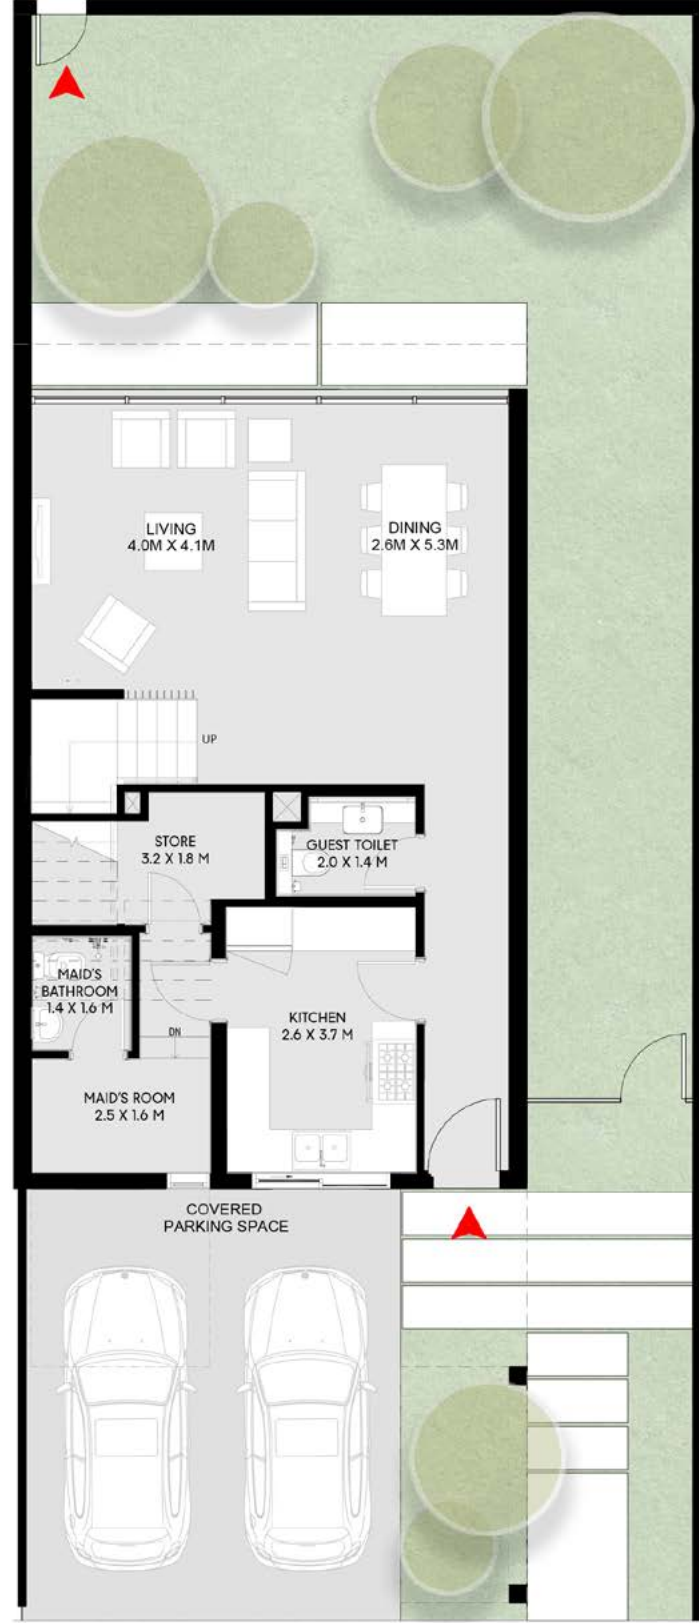 LIVING
4.0M X 4.1M
DINING
2.6M X 5.3M
UP
STORE
3.2 X 1.8 M
GUEST TOILET
2.0 X 1.4 M
MAID'S
BATHROOM
1.4 X 1.6 M
KITCHEN
2.6 X 3.7 M
DN
MAID'S ROOM
2.5 X 1.6 M
COVERED
PARKING SPACE